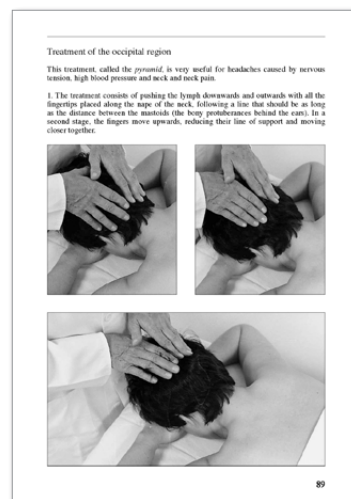 Treatment of the occipital region
This treatment, called the pyramid, is very useful for headaches caused by nervous
tension, high blood pressure and neck and neck pain.
1. The treatment consists of pushing the lymph downwards and outwards with all the
fingertips placed along the nape of the neck, following a line that should be as long
as the distance between the mastoids (the bony protuberances behind the ears). In a
second stage, the fingers move upwards, reducing their line of support and moving
closer together.
89